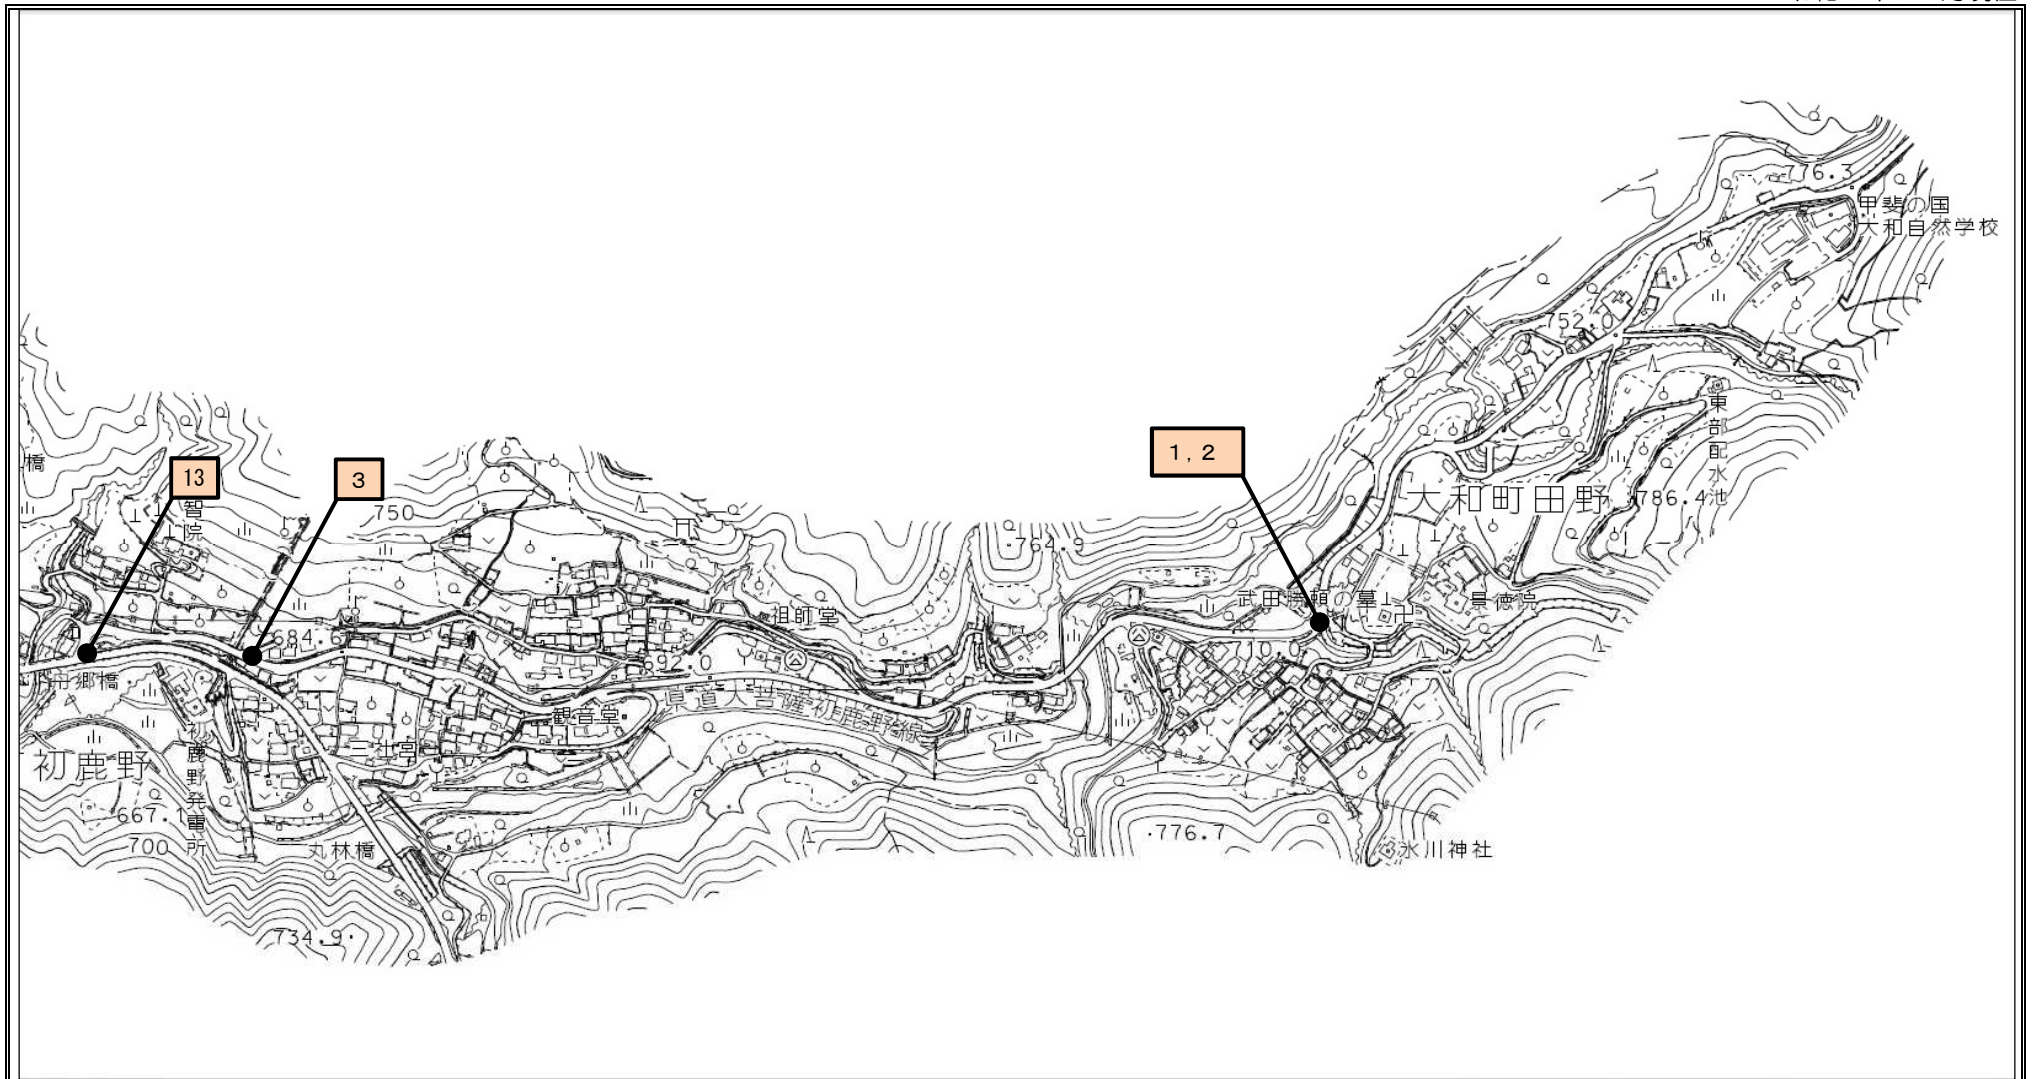 776.3
甲斐の国
大和自然学校
752.0
東部配水池
橋
13
3
1，2
智院
750
大和町田野
786.4
764.9
武田勝頼の墓
景徳院
祖師堂
684.6
692.0
710.0
舟郷橋
県道大菩薩初鹿野線
観音堂
三社宮
初鹿野
初鹿野発電所
667.1
700
丸林橋
776.7
氷川神社
734.9